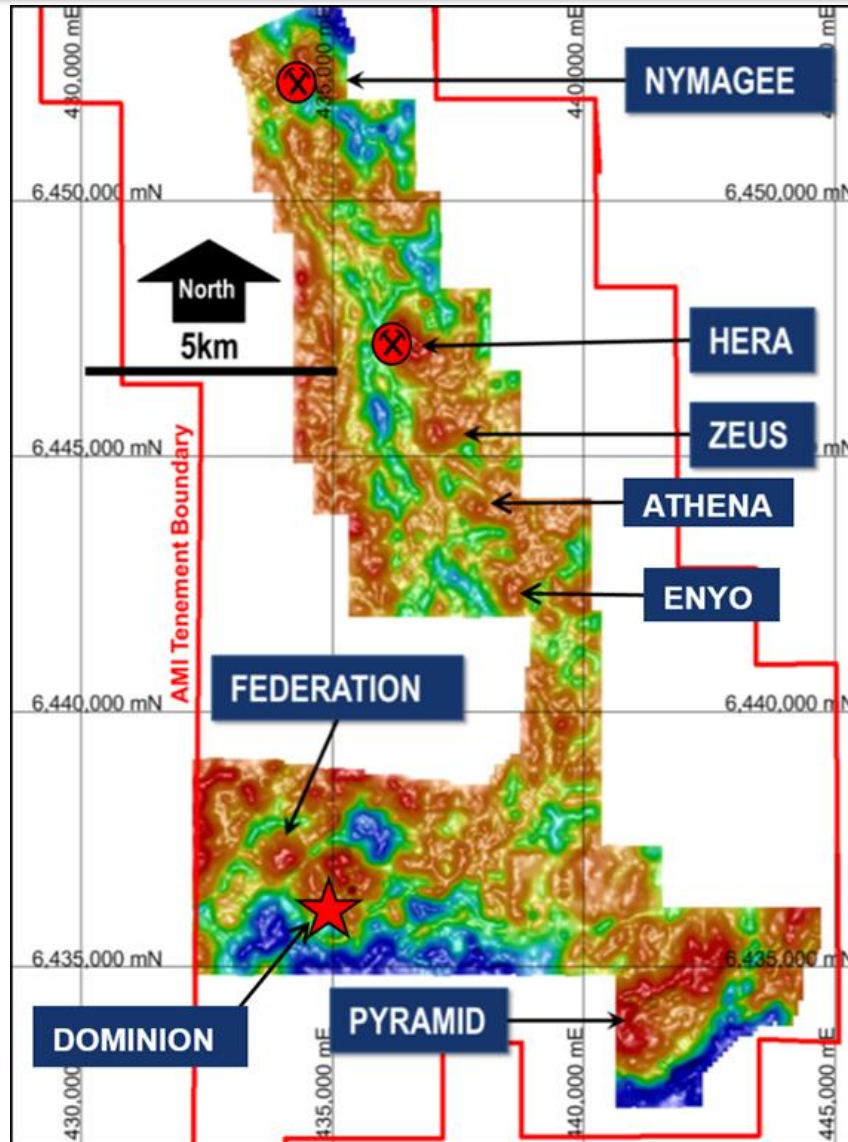 430,000 mE
435,000 mE
440,000 mE
NYMAGEE
6,450,000 mN
6,450,000 mN
North
5km
HERA
ZEUS
6,445,000 mN
ATHENA
ENYO
AMI Tenement Boundary
FEDERATION
6,440,000 mN
6,440,000 mN
6,435,000 mN
6,435,000 mN
DOMINION
PYRAMID
430,000 mE
435,000 mE
440,000 mE
445,000 mE